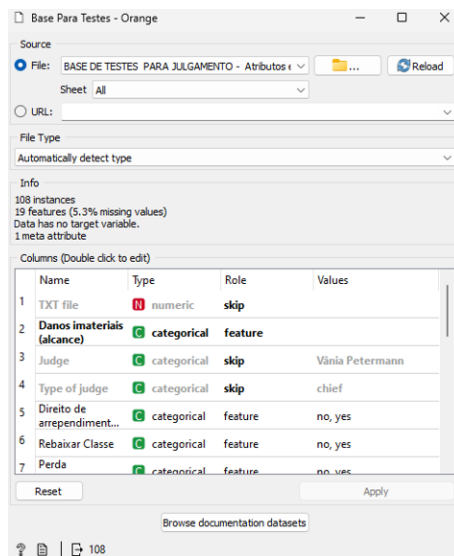 Base Para Testes - Orange
Source
File: BASE DE TESTES PARA JULGAMENTO - Atributos e ... Reload
Sheet All
URL:
File Type
Automatically detect type
Info
108 instances
19 features (5.3% missing values)
Data has no target variable.
1 meta attribute
Columns (Double click to edit)
Name Type Role Values
1 TXT file N numeric skip
2 Danos imateriais (alcance) C categorical feature
3 Judge C categorical skip Vânia Petermann
4 Type of judge C categorical skip chief
5 Direito de arrependiment... C categorical feature no, yes
6 Rebaixar Classe C categorical feature no, yes
7 Perda C categorical feature no, yes
Reset Apply
Browse documentation datasets
? 108